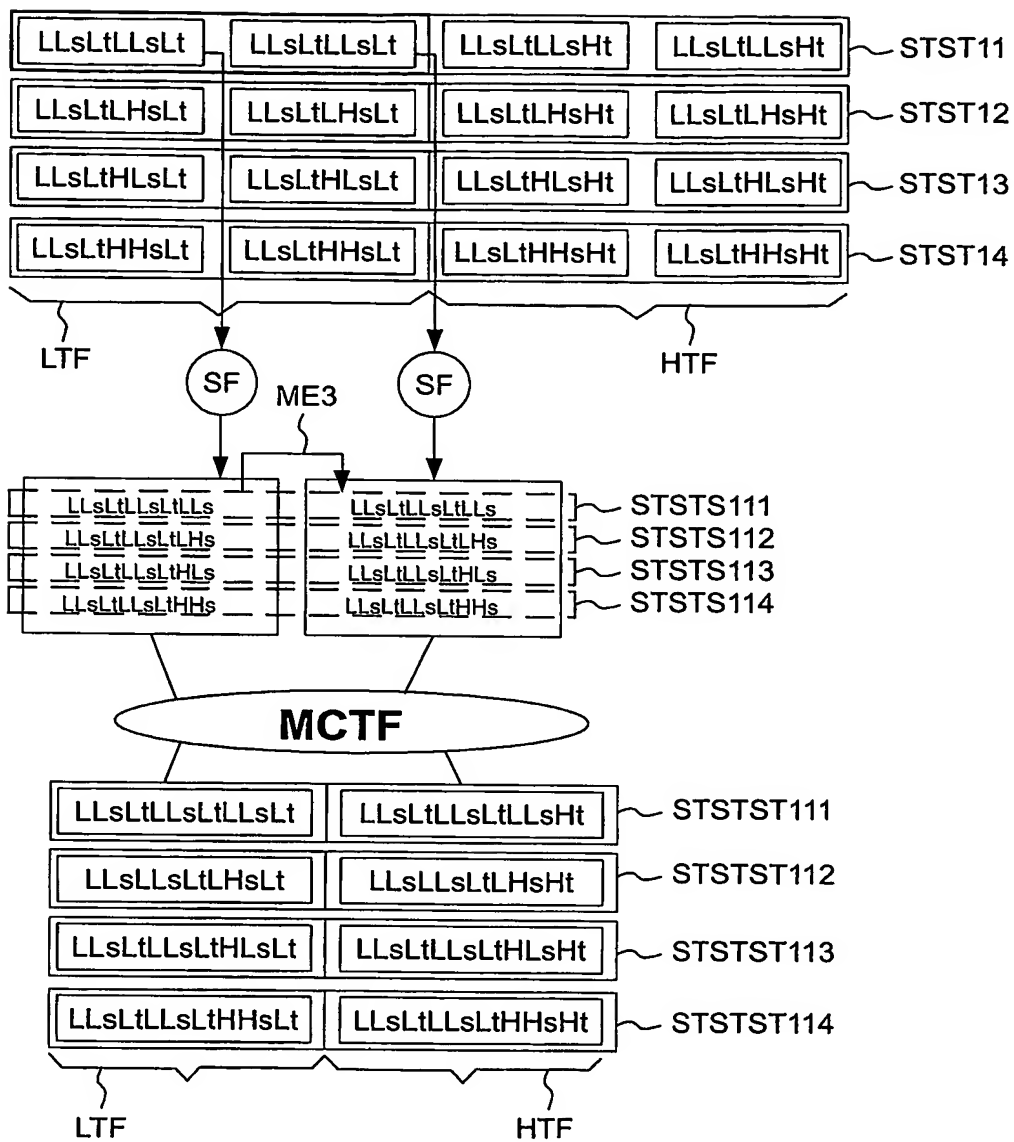 LLsLtLLsLt LLsLtLLsLt LLsLtLLsHt LLsLtLLsHt STST11
LLsLtLHsLt LLsLtLHsLt LLsLtLHsHt LLsLtLHsHt STST12
LLsLtHLsLt LLsLtHLsLt LLsLtHLsHt LLsLtHLsHt STST13
LLsLtHHsLt LLsLtHHsLt LLsLtHHsHt LLsLtHHsHt STST14
LTF HTF
SF SF
ME3
LLsLtLLsLtLLs LLsLtLLsLtLLs STSTS111
LLsLtLLsLtLHs LLsLtLLsLtLHs STSTS112
LLsLtLLsLtHLs LLsLtLLsLtHLs STSTS113
LLsLtLLsLtHHs LLsLtLLsLtHHs STSTS114
MCTF
LLsLtLLsLtLLsLt LLsLtLLsLtLLsHt STSTST111
LLsLLsLtLHsLt LLsLLsLtLHsHt STSTST112
LLsLtLLsLtHLsLt LLsLtLLsLtHLsHt STSTST113
LLsLtLLsLtHHsLt LLsLtLLsLtHHsHt STSTST114
LTF HTF